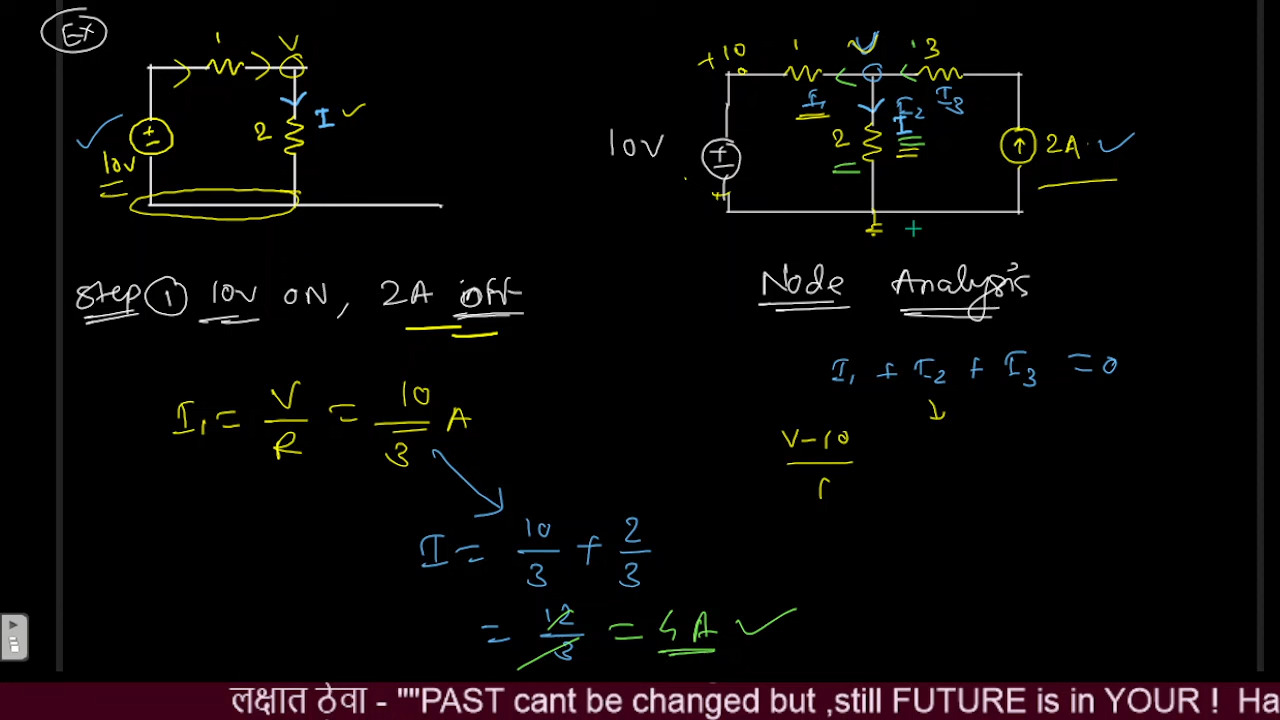 Ex
1 V
2 I
10V
+10 1 V 3
I1 I2 I3
10V 2 I 2A
+
step ① 10V ON, 2A off
Node Analysis
I1 + I2 + I3 = 0
I1 = V/R = 10/3 A
V-10
I = 10/3 + 2/3
= 12/3 = 4A
लक्षात ठेवा - ""PAST cant be changed but ,still FUTURE is in YOUR ! Ha